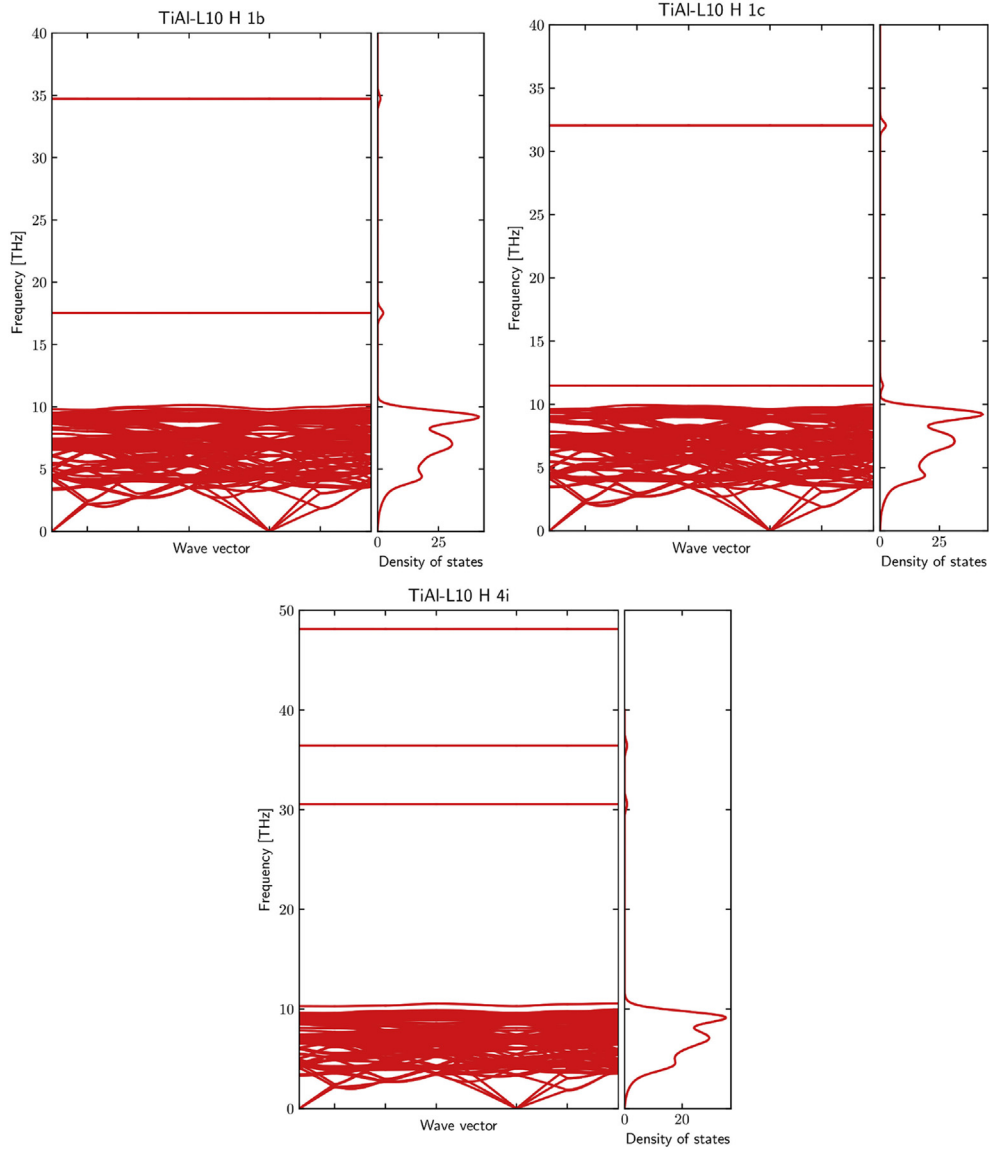 TiAl-L10 H 1b
40
35
30
25
20
15
10
5
0
Frequency [THz]
Wave vector
0 25
Density of states
TiAl-L10 H 1c
40
35
30
25
20
15
10
5
0
Frequency [THz]
Wave vector
0 25
Density of states
TiAl-L10 H 4i
50
40
30
20
10
0
Frequency [THz]
Wave vector
0 20
Density of states